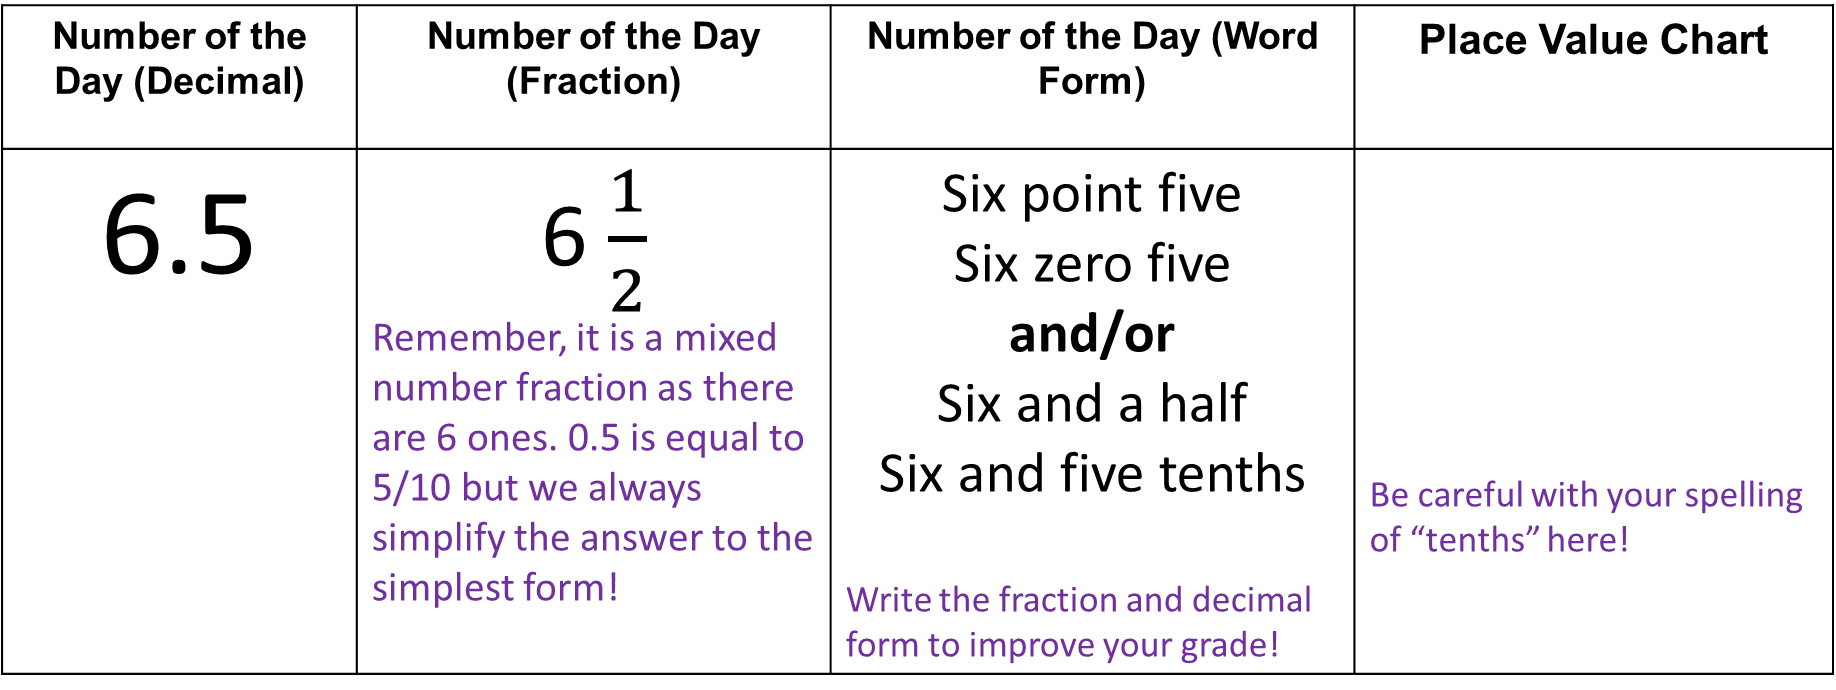 Number of the
Day (Decimal)
Number of the Day
(Fraction)
Number of the Day (Word
Form)
Place Value Chart
6.5
6 1/2
Remember, it is a mixed
number fraction as there
are 6 ones. 0.5 is equal to
5/10 but we always
simplify the answer to the
simplest form!
Six point five
Six zero five
and/or
Six and a half
Six and five tenths
Write the fraction and decimal
form to improve your grade!
Be careful with your spelling
of “tenths” here!